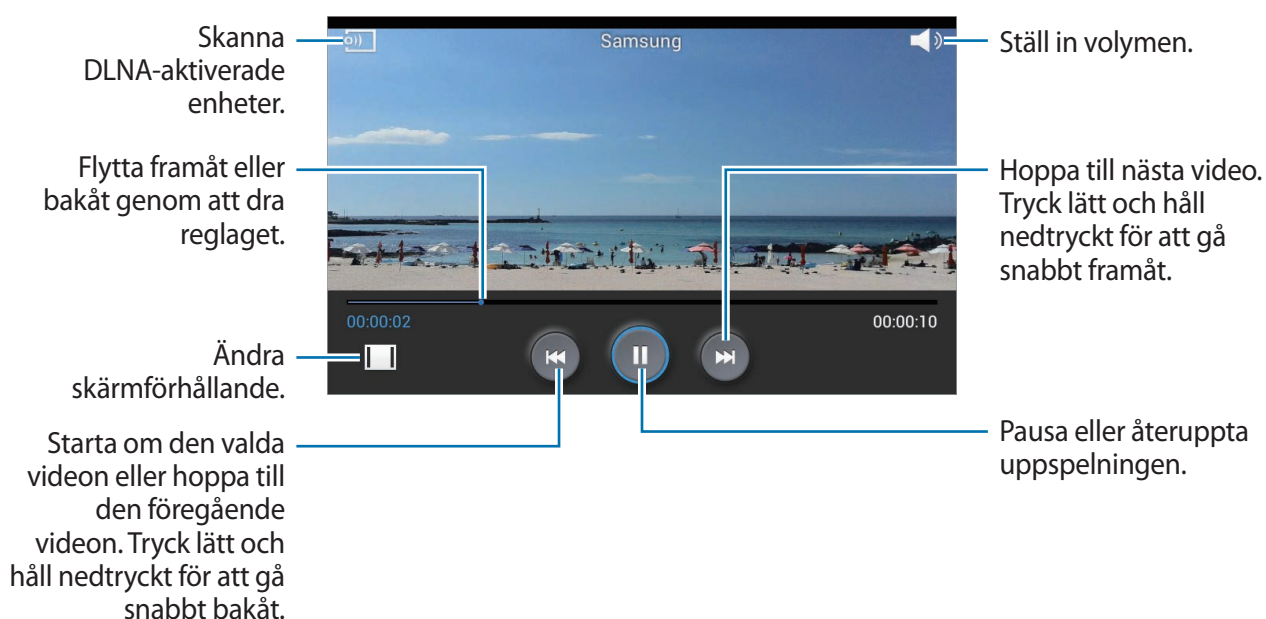 Skanna
DLNA-aktiverade
enheter.
Samsung
Ställ in volymen.
Flytta framåt eller
bakåt genom att dra
reglaget.
Hoppa till nästa video.
Tryck lätt och håll
nedtryckt för att gå
snabbt framåt.
00:00:02
00:00:10
Ändra
skärmförhållande.
Starta om den valda
videon eller hoppa till
den föregående
videon. Tryck lätt och
håll nedtryckt för att gå
snabbt bakåt.
Pausa eller återuppta
uppspelningen.